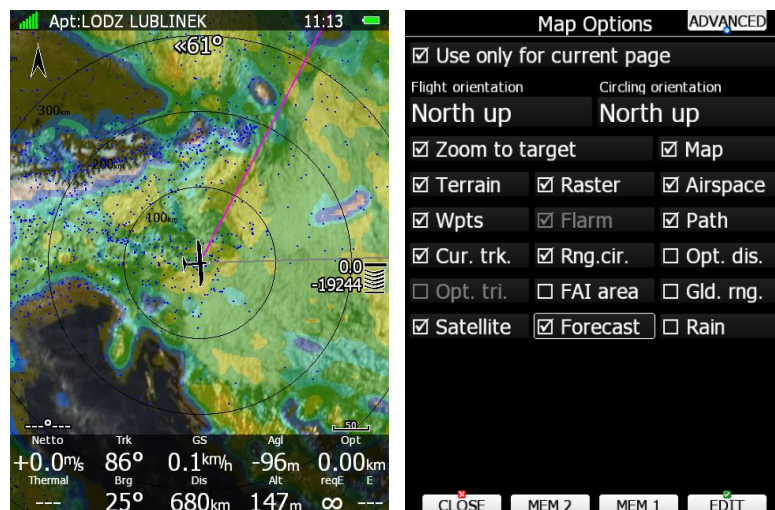 Apt:LODZ LUBLINEK 11:13
«61°
300km
200km
100km
0.0
-19244
---°---
50
Netto Trk GS Agl Opt
+0.0m/s 86° 0.1km/h -96m 0.00km
Thermal Brg Dis Alt reqE E
--- 25° 680km 147m ∞ ---
Map Options ADVANCED
Use only for current page
Flight orientation Circling orientation
North up North up
Zoom to target Map
Terrain Raster Airspace
Wpts Flarm Path
Cur. trk. Rng.cir. Opt. dis.
Opt. tri. FAI area Gld. rng.
Satellite Forecast Rain
CLOSE MEM 2 MEM 1 EDIT